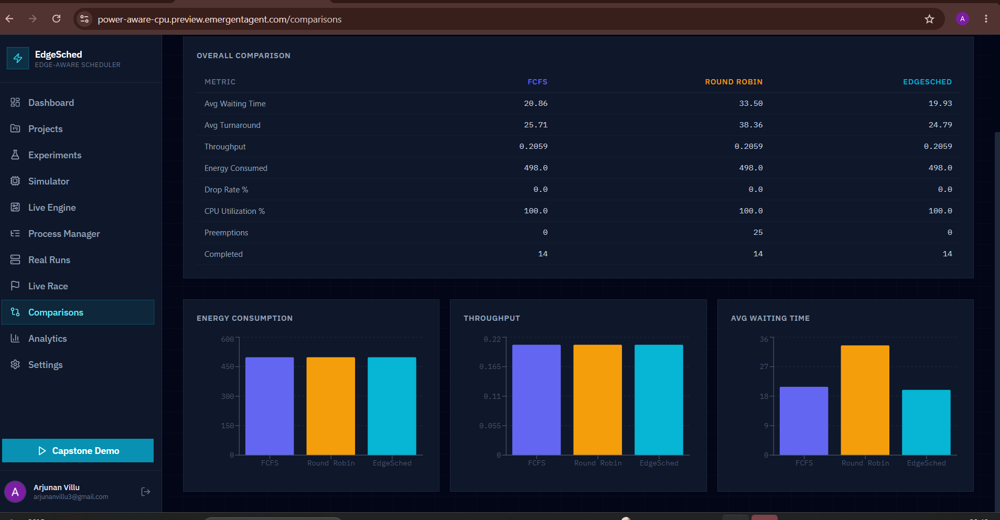 power-aware-cpu.preview.emergentagent.com/comparisons
A
EdgeSched
EDGE-AWARE SCHEDULER
Dashboard
Projects
Experiments
Simulator
Live Engine
Process Manager
Real Runs
Live Race
Comparisons
Analytics
Settings
Capstone Demo
A
Arjunan Villu
arjunanvillu3@gmail.com
OVERALL COMPARISON
METRIC FCFS ROUND ROBIN EDGESCHED
Avg Waiting Time 20.86 33.50 19.93
Avg Turnaround 25.71 38.36 24.79
Throughput 0.2059 0.2059 0.2059
Energy Consumed 498.0 498.0 498.0
Drop Rate % 0.0 0.0 0.0
CPU Utilization % 100.0 100.0 100.0
Preemptions 0 25 0
Completed 14 14 14
ENERGY CONSUMPTION
600
450
300
150
0
FCFS Round Robin EdgeSched
THROUGHPUT
0.22
0.165
0.11
0.055
0
FCFS Round Robin EdgeSched
AVG WAITING TIME
36
27
18
9
0
FCFS Round Robin EdgeSched